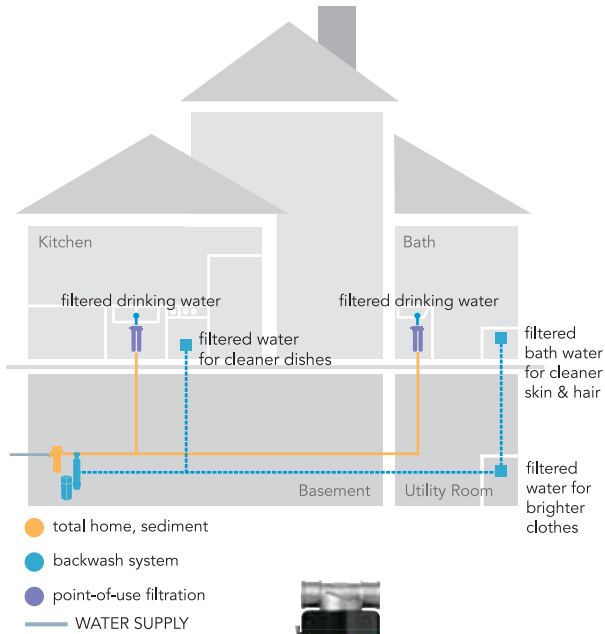 Kitchen
Bath
filtered drinking water
filtered drinking water
filtered water
for cleaner dishes
filtered
bath water
for cleaner
skin & hair
Basement
Utility Room
filtered
water for
brighter
clothes
total home, sediment
backwash system
point-of-use filtration
WATER SUPPLY